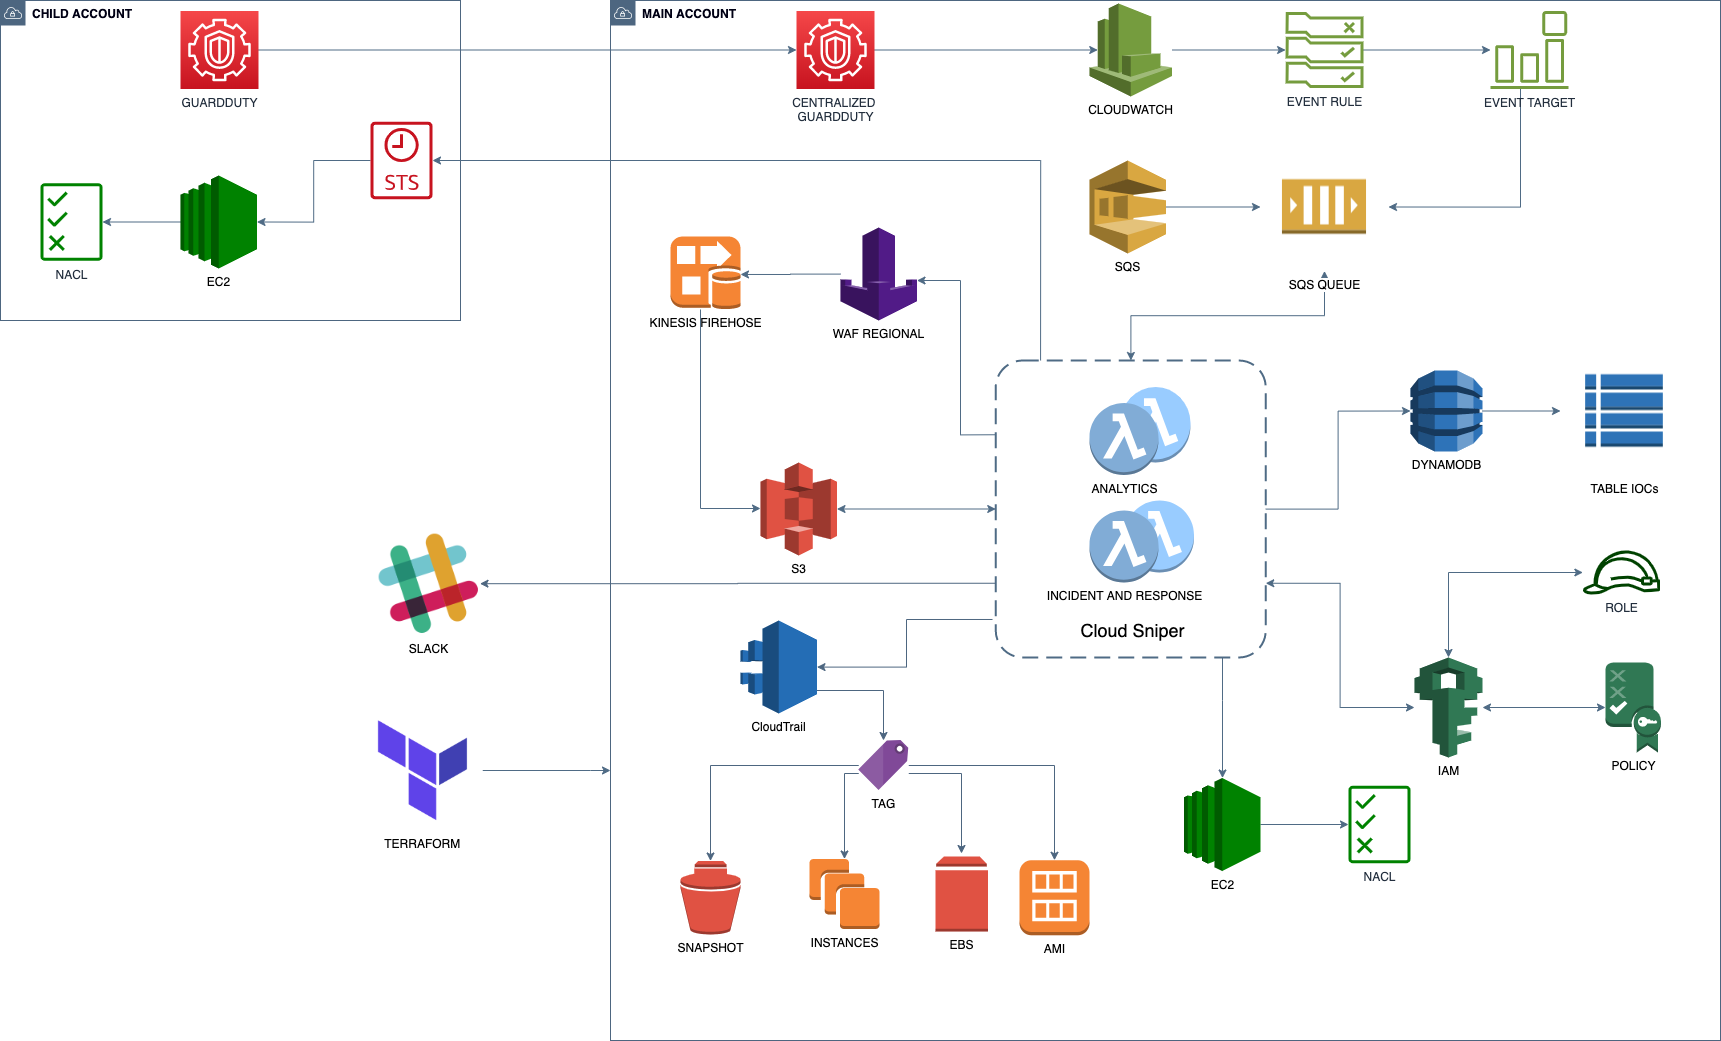 CHILD ACCOUNT
MAIN ACCOUNT
GUARDDUTY
CENTRALIZED
GUARDDUTY
CLOUDWATCH
EVENT RULE
EVENT TARGET
STS
NACL
EC2
SQS
SQS QUEUE
KINESIS FIREHOSE
WAF REGIONAL
ANALYTICS
DYNAMODB
TABLE IOCs
S3
INCIDENT AND RESPONSE
Cloud Sniper
ROLE
SLACK
CloudTrail
IAM
POLICY
TAG
TERRAFORM
EC2
NACL
SNAPSHOT
INSTANCES
EBS
AMI